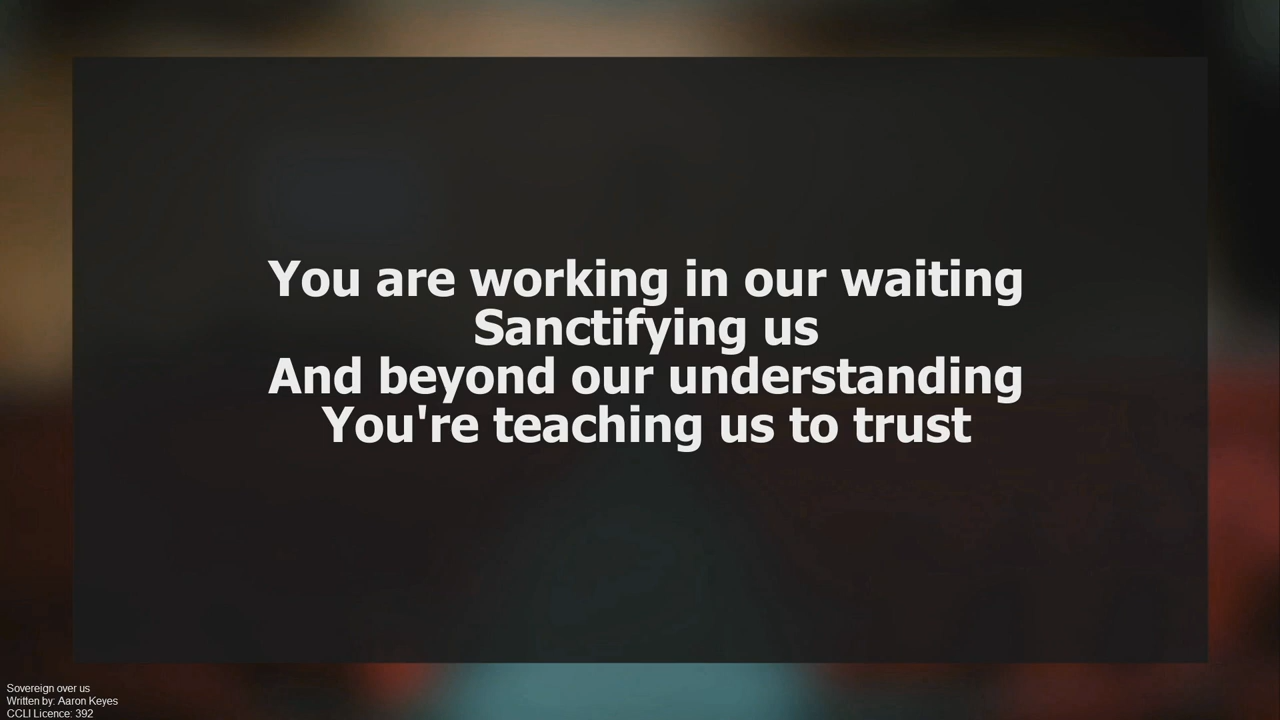 You are working in our waiting
Sanctifying us
And beyond our understanding
You're teaching us to trust
Sovereign over us
Written by: Aaron Keyes
CCLI Licence: 392